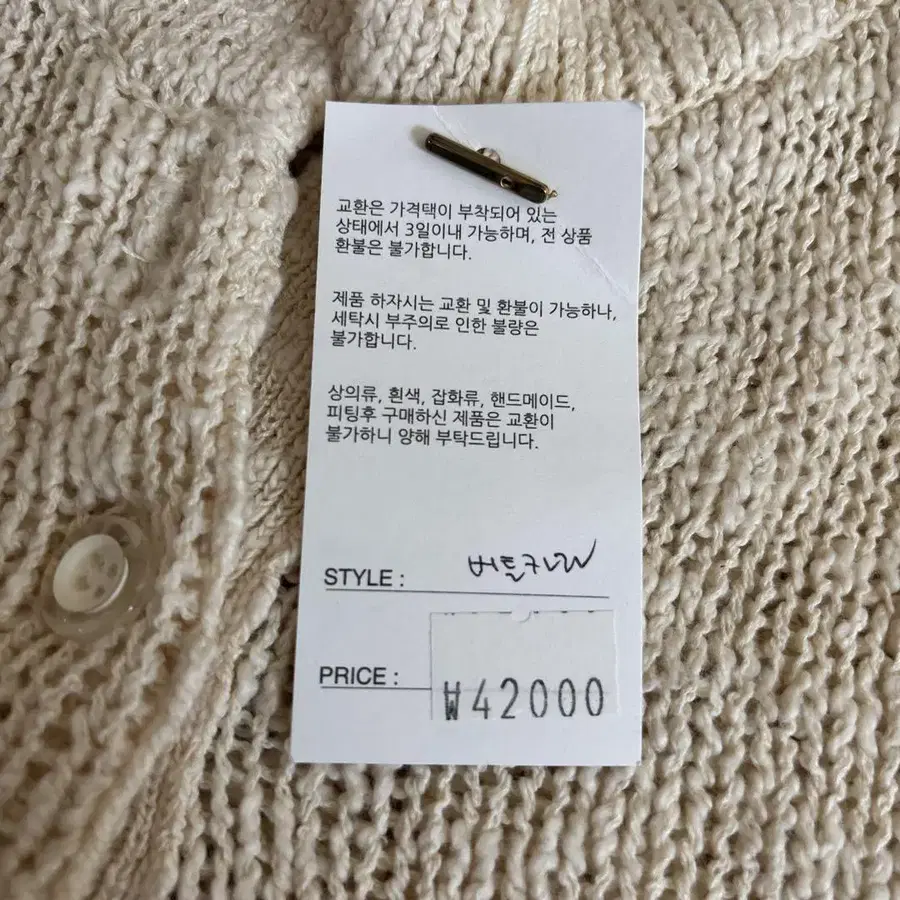 교환은 가격택이 부착되어 있는
상태에서 3일이내 가능하며, 전 상품
환불은 불가합니다.
제품 하자시는 교환 및 환불이 가능하나,
세탁시 부주의로 인한 불량은
불가합니다.
상의류, 흰색, 잡화류, 핸드메이드,
피팅후 구매하신 제품은 교환이
불가하니 양해 부탁드립니다.
STYLE :
PRICE : ₩42000